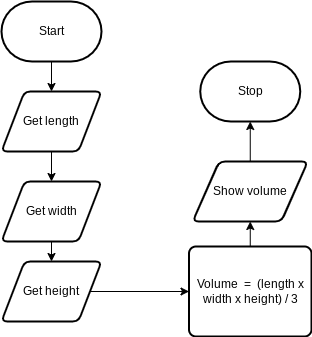 Start
Get length
Get width
Get height
Volume = (length x
width x height) / 3
Show volume
Stop